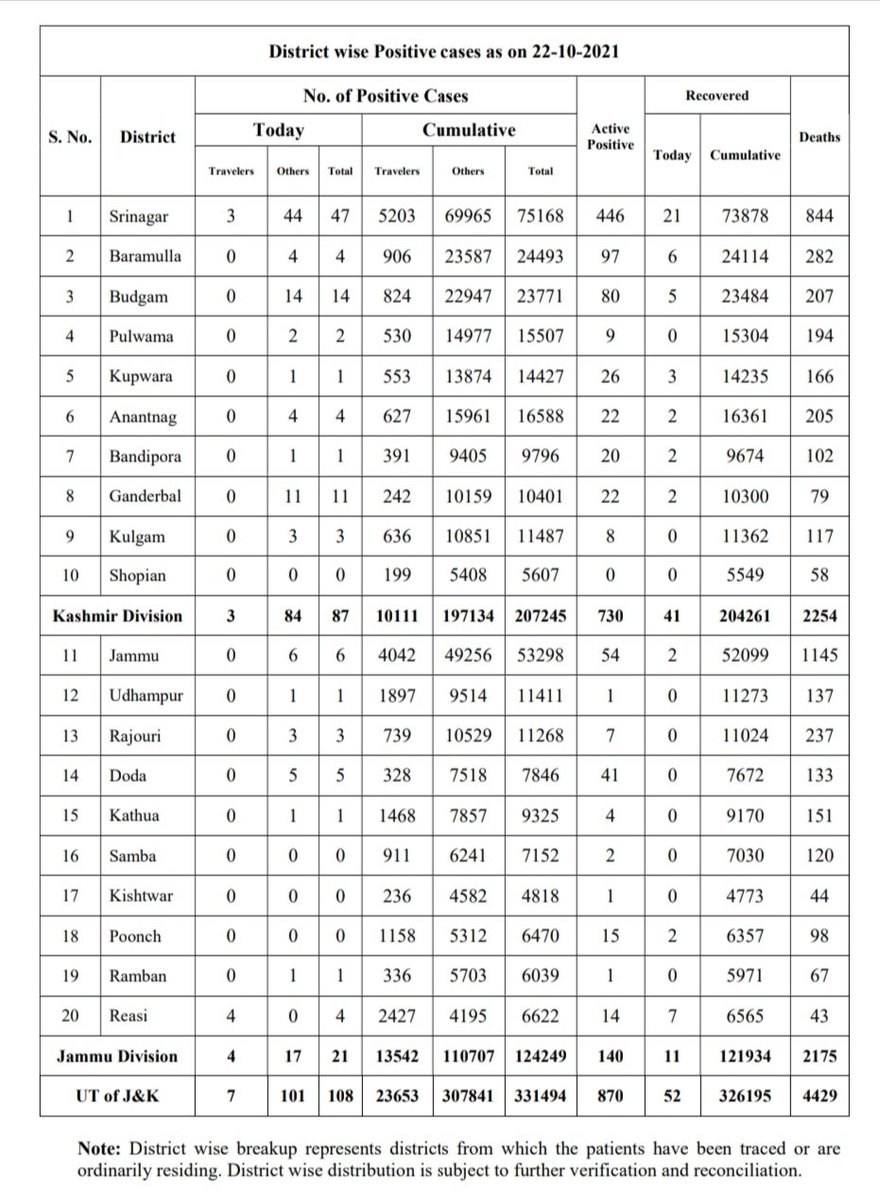 District wise Positive cases as on 22-10-2021
S. No. District No. of Positive Cases Active Positive Recovered Deaths
Today Cumulative Today Cumulative
Travelers Others Total Travelers Others Total
1 Srinagar 3 44 47 5203 69965 75168 446 21 73878 844
2 Baramulla 0 4 4 906 23587 24493 97 6 24114 282
3 Budgam 0 14 14 824 22947 23771 80 5 23484 207
4 Pulwama 0 2 2 530 14977 15507 9 0 15304 194
5 Kupwara 0 1 1 553 13874 14427 26 3 14235 166
6 Anantnag 0 4 4 627 15961 16588 22 2 16361 205
7 Bandipora 0 1 1 391 9405 9796 20 2 9674 102
8 Ganderbal 0 11 11 242 10159 10401 22 2 10300 79
9 Kulgam 0 3 3 636 10851 11487 8 0 11362 117
10 Shopian 0 0 0 199 5408 5607 0 0 5549 58
Kashmir Division 3 84 87 10111 197134 207245 730 41 204261 2254
11 Jammu 0 6 6 4042 49256 53298 54 2 52099 1145
12 Udhampur 0 1 1 1897 9514 11411 1 0 11273 137
13 Rajouri 0 3 3 739 10529 11268 7 0 11024 237
14 Doda 0 5 5 328 7518 7846 41 0 7672 133
15 Kathua 0 1 1 1468 7857 9325 4 0 9170 151
16 Samba 0 0 0 911 6241 7152 2 0 7030 120
17 Kishtwar 0 0 0 236 4582 4818 1 0 4773 44
18 Poonch 0 0 0 1158 5312 6470 15 2 6357 98
19 Ramban 0 1 1 336 5703 6039 1 0 5971 67
20 Reasi 4 0 4 2427 4195 6622 14 7 6565 43
Jammu Division 4 17 21 13542 110707 124249 140 11 121934 2175
UT of J&K 7 101 108 23653 307841 331494 870 52 326195 4429
Note: District wise breakup represents districts from which the patients have been traced or are
ordinarily residing. District wise distribution is subject to further verification and reconciliation.